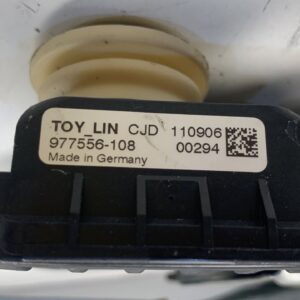 TOY_LIN CJD 110906
977556-108 00294
Made in Germany